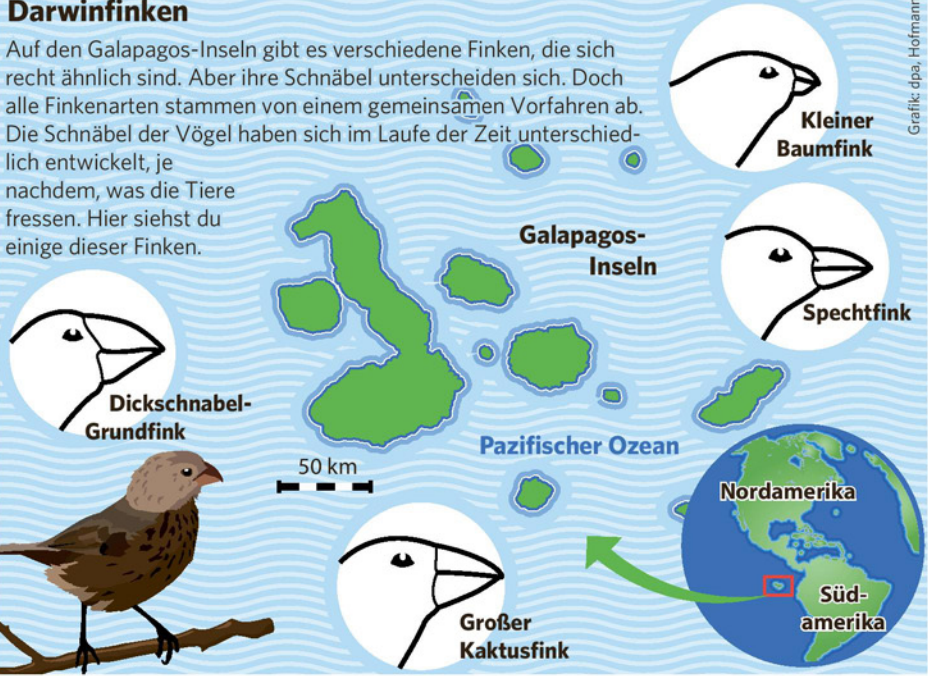 Darwinfinken
Auf den Galapagos-Inseln gibt es verschiedene Finken, die sich
recht ähnlich sind. Aber ihre Schnäbel unterscheiden sich. Doch
alle Finkenarten stammen von einem gemeinsamen Vorfahren ab.
Die Schnäbel der Vögel haben sich im Laufe der Zeit unterschied-
lich entwickelt, je
nachdem, was die Tiere
fressen. Hier siehst du
einige dieser Finken.
Grafik: dpa, Hofmann
Kleiner
Baumfink
Galapagos-
Inseln
Spechtfink
Dickschnabel-
Grundfink
Pazifischer Ozean
50 km
Nordamerika
Süd-
amerika
Großer
Kaktusfink